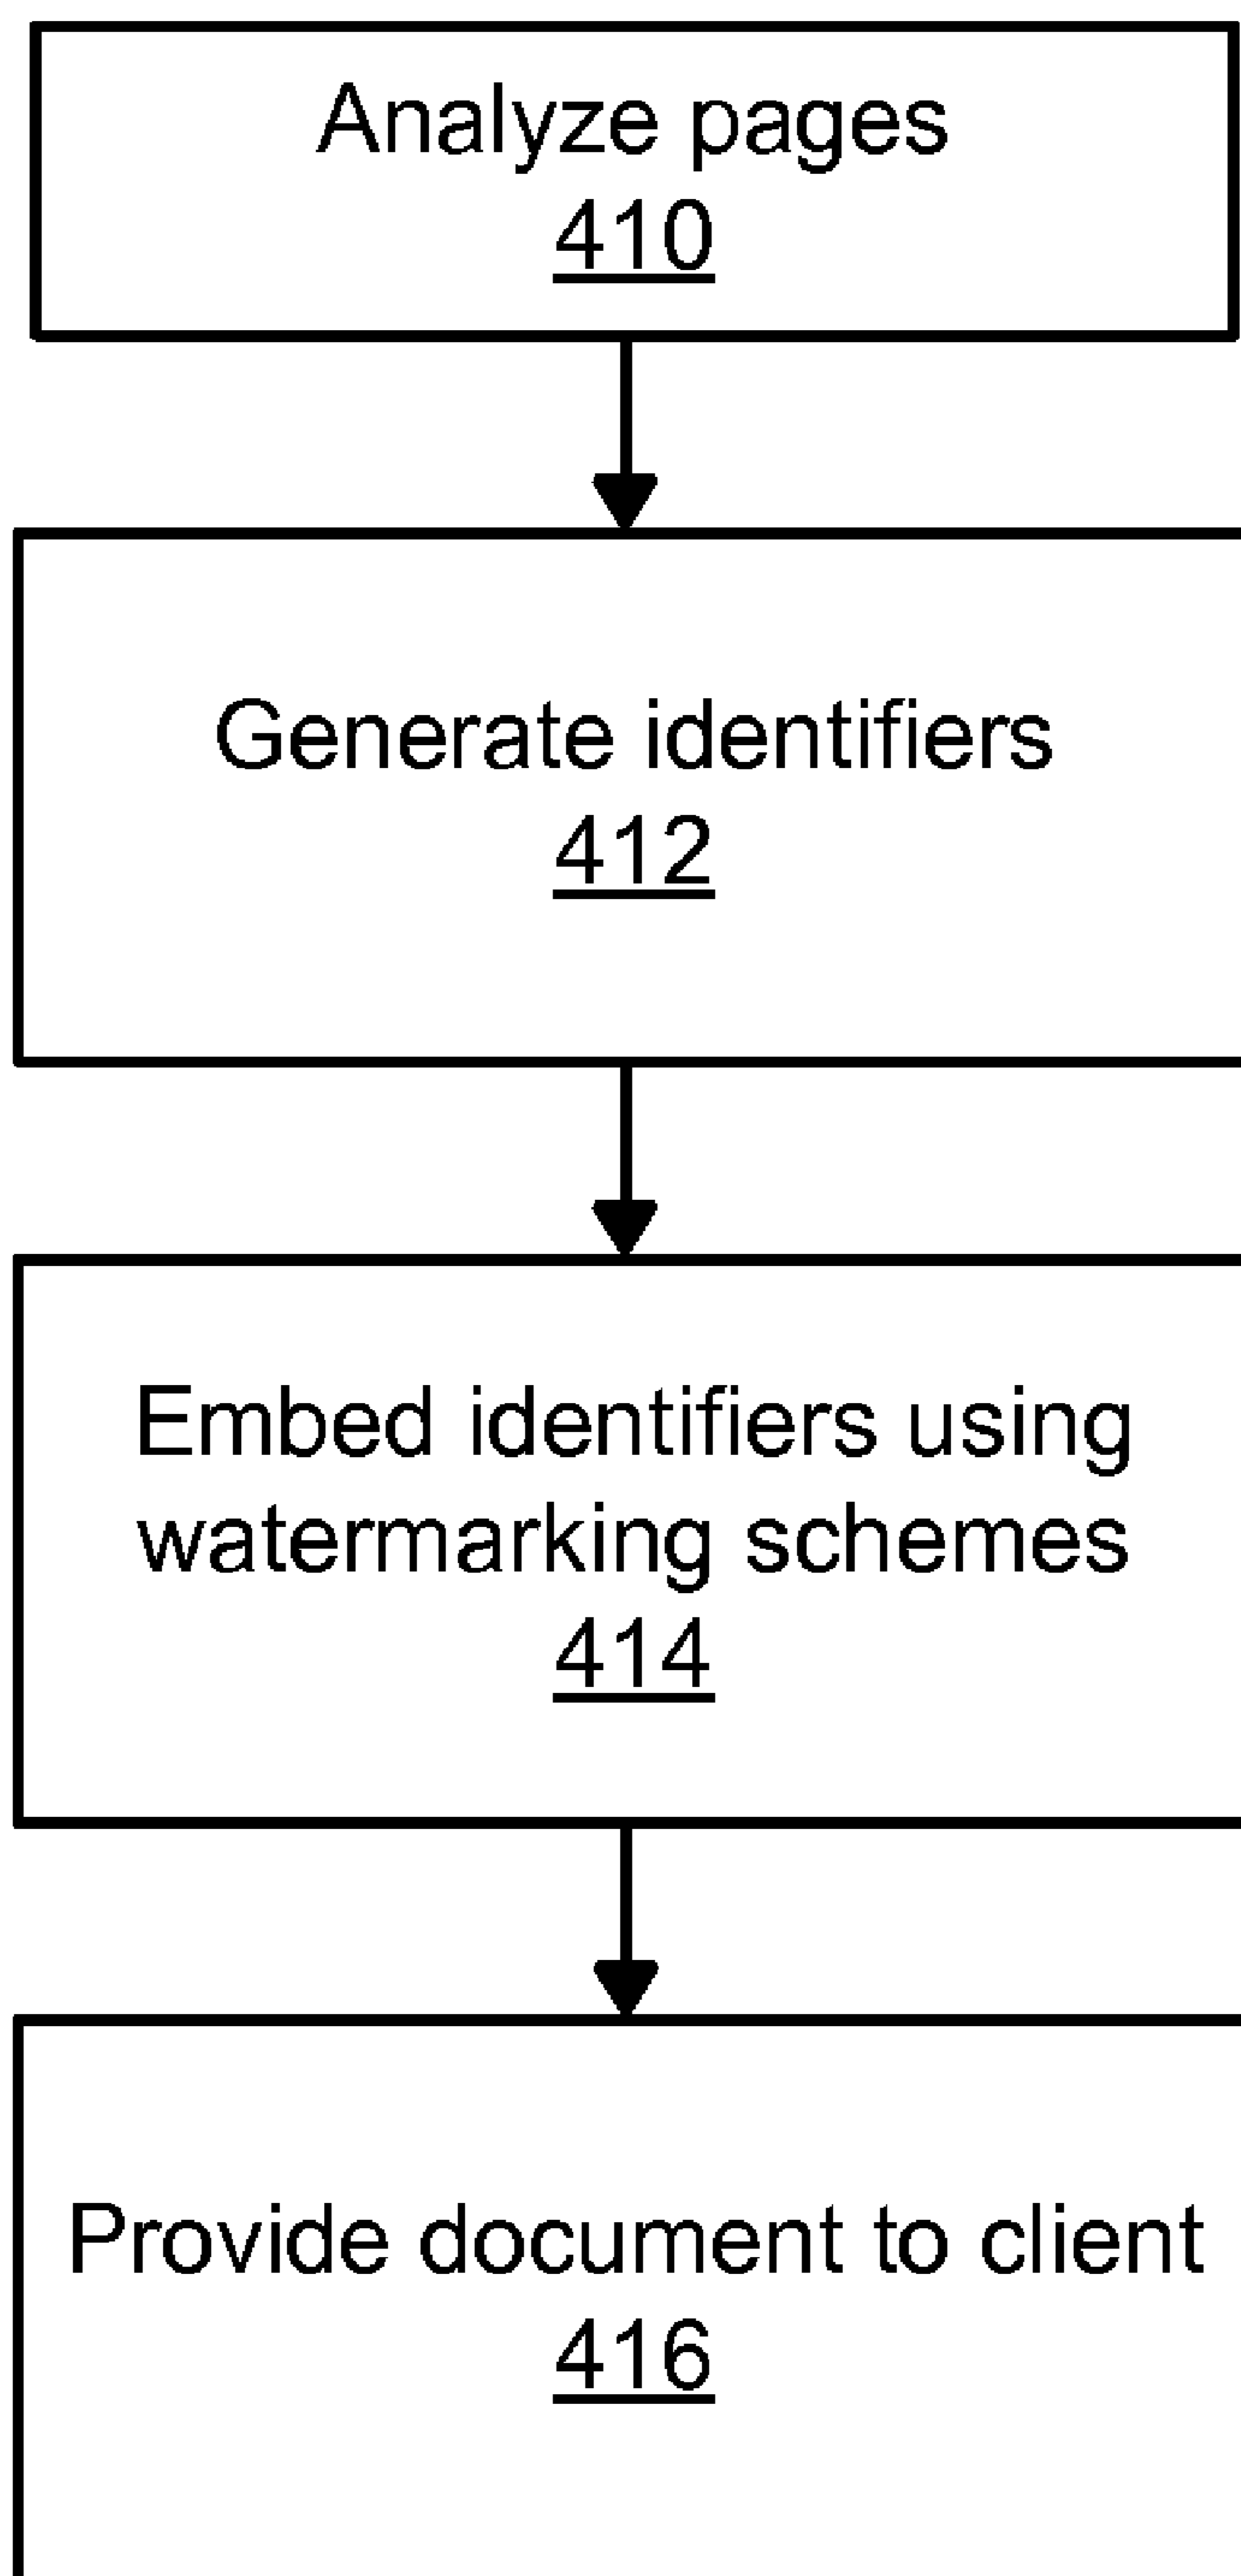 Analyze pages
410
Generate identifiers
412
Embed identifiers using
watermarking schemes
414
Provide document to client
416